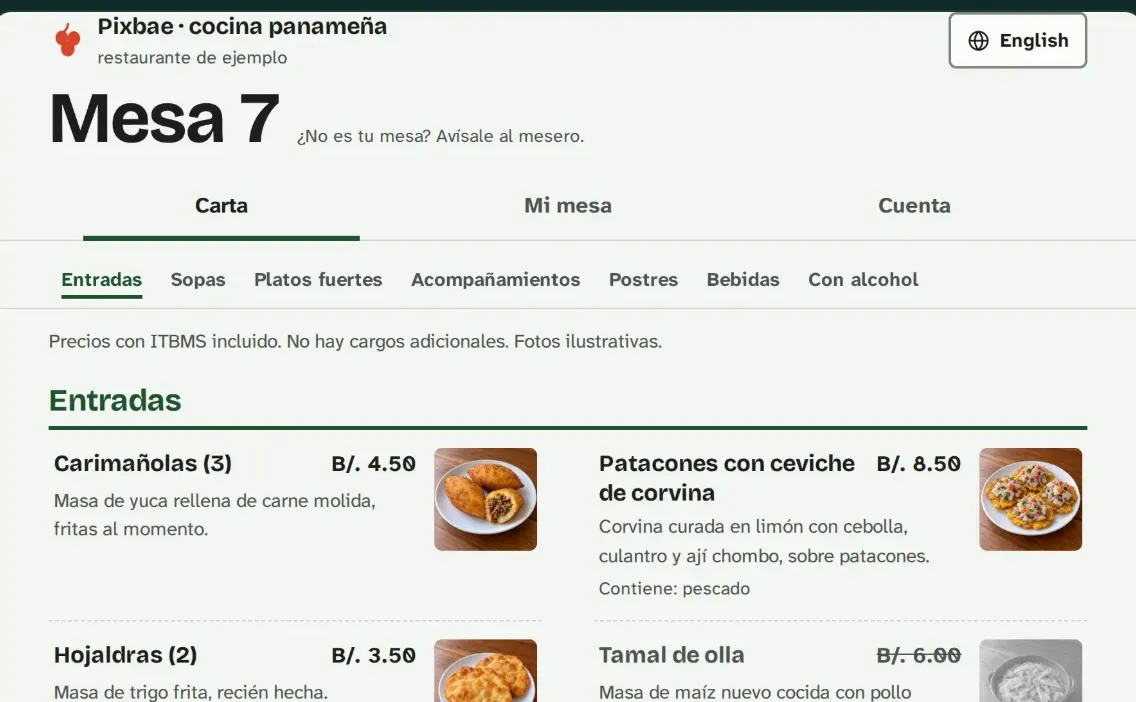 Pixbae · cocina panameña
restaurante de ejemplo
English
Mesa 7
¿No es tu mesa? Avísale al mesero.
Carta
Mi mesa
Cuenta
Entradas
Sopas
Platos fuertes
Acompañamientos
Postres
Bebidas
Con alcohol
Precios con ITBMS incluido. No hay cargos adicionales. Fotos ilustrativas.
Entradas
Carimañolas (3)
B/. 4.50
Masa de yuca rellena de carne molida,
fritas al momento.
Patacones con ceviche
de corvina
B/. 8.50
Corvina curada en limón con cebolla,
culantro y ají chombo, sobre patacones.
Contiene: pescado
Hojaldras (2)
B/. 3.50
Masa de trigo frita, recién hecha.
Tamal de olla
B/. 6.00
Masa de maíz nuevo cocida con pollo